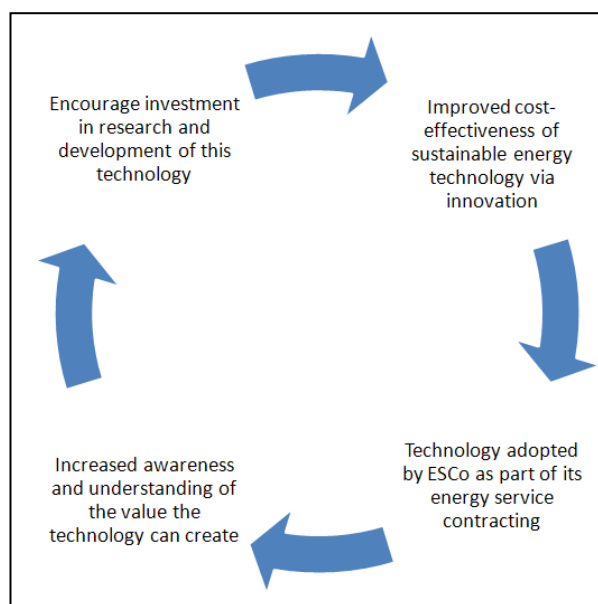 Encourage investment
in research and
development of this
technology
Improved cost-
effectiveness of
sustainable energy
technology via
innovation
Technology adopted
by ESCo as part of its
energy service
contracting
Increased awareness
and understanding of
the value the
technology can create